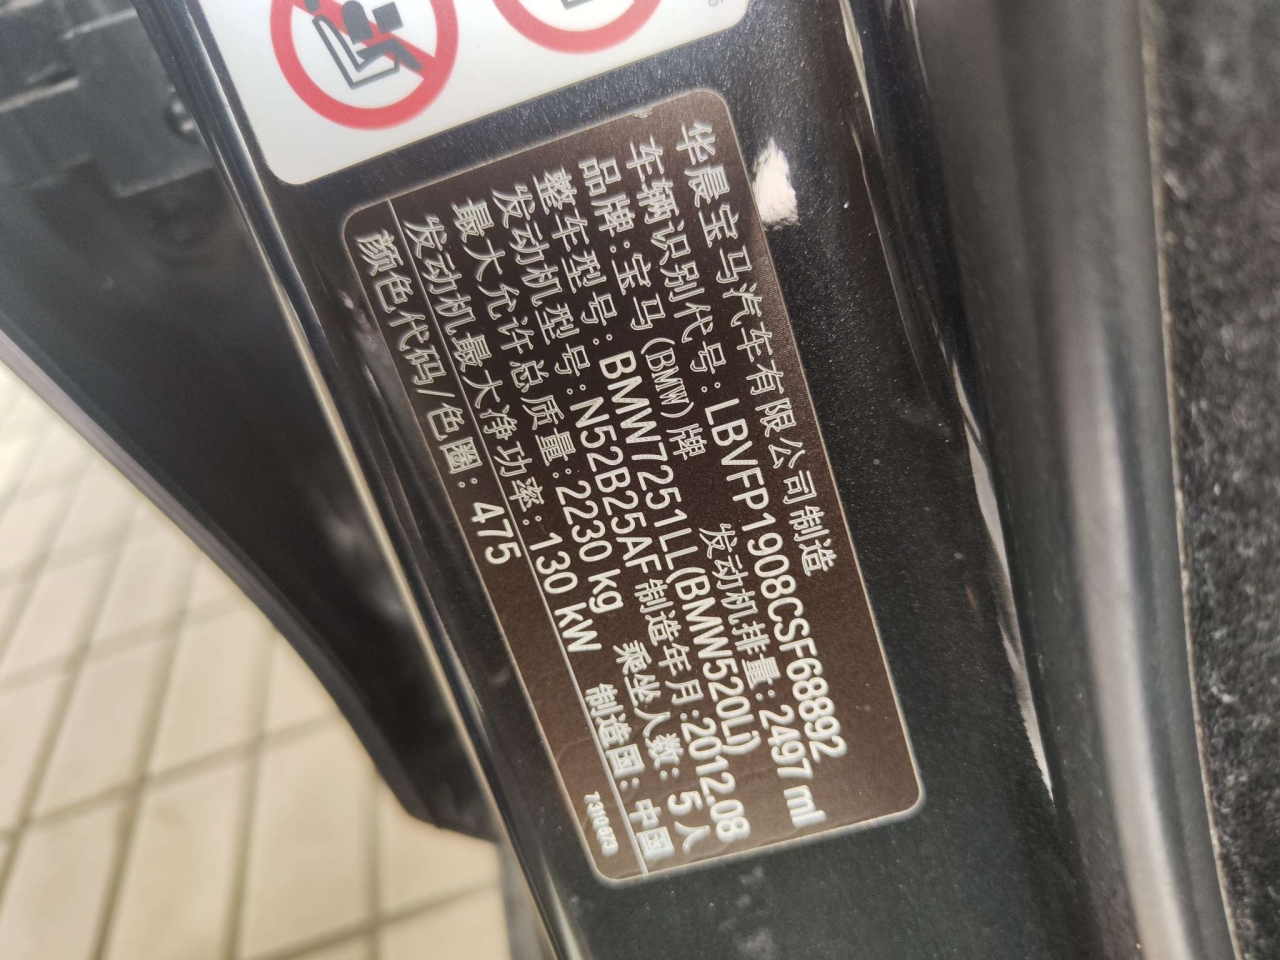 华晨宝马汽车有限公司制造
车辆识别代号:LBVFP1908CSF68892
品牌:宝马(BMW)牌 发动机排量:2497 ml
整车型号:BMW7251LL(BMW520LI)
发动机型号:N52B25AF 制造年月:2012.08
最大允许总质量:2230 kg 乘坐人数:5人
发动机最大净功率:130 kW 制造国:中国
颜色代码/色圈:475 7 310 673